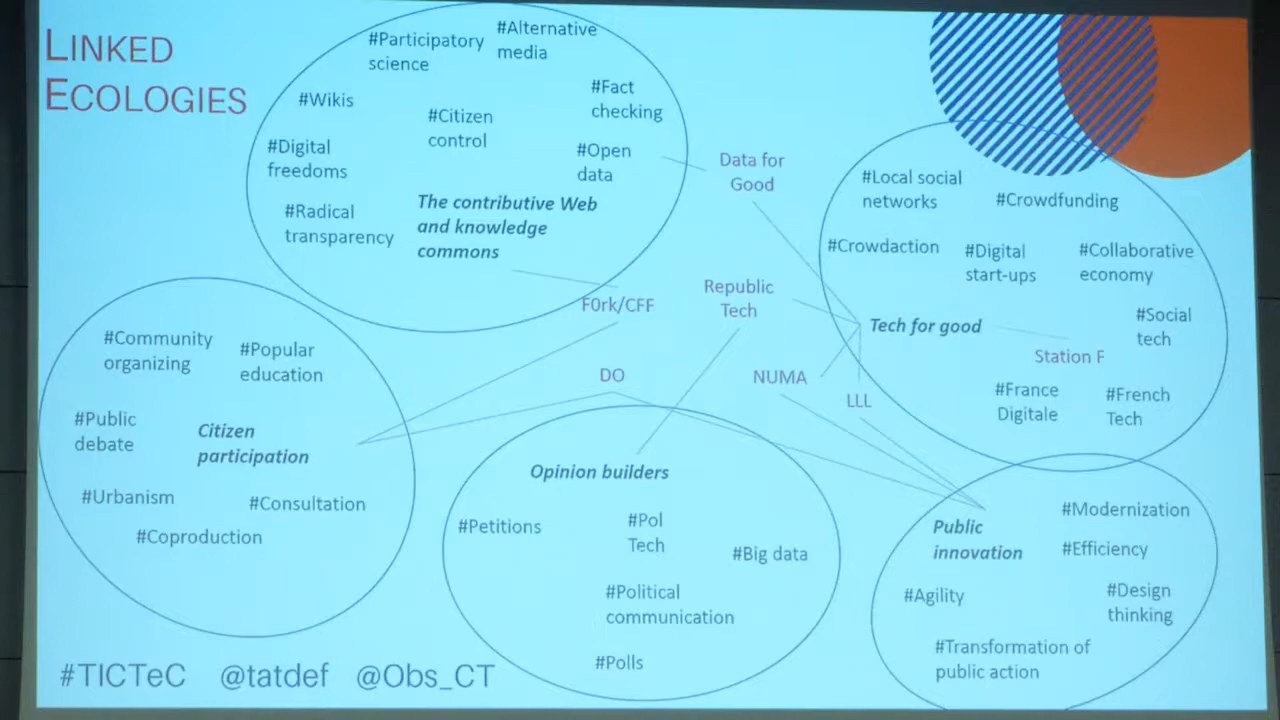 LINKED
ECOLOGIES
#Participatory
science
#Alternative
media
#Wikis
#Citizen
control
#Fact
checking
#Digital
freedoms
#Open
data
#Radical
transparency
The contributive Web
and knowledge
commons
Data for
Good
#Local social
networks
#Crowdfunding
#Crowdaction
#Digital
start-ups
#Collaborative
economy
#Social
tech
Tech for good
Station F
#France
Digitale
#French
Tech
F0rk/CFF
Republic
Tech
DO
NUMA
LLL
#Community
organizing
#Popular
education
#Public
debate
Citizen
participation
#Urbanism
#Consultation
#Coproduction
Opinion builders
#Petitions
#Pol
Tech
#Big data
#Political
communication
#Polls
Public
innovation
#Modernization
#Efficiency
#Agility
#Design
thinking
#Transformation of
public action
#TICTeC @tatdef @Obs_CT